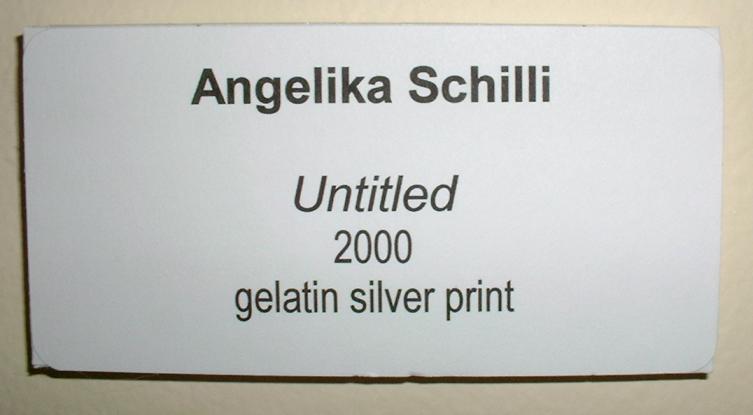 Angelika Schilli
Untitled
2000
gelatin silver print